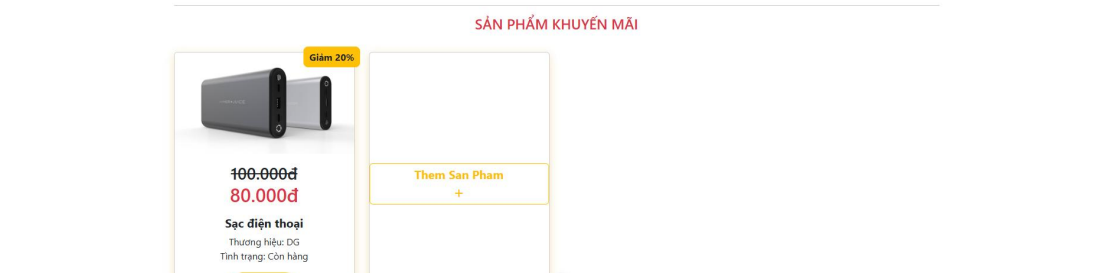 SẢN PHẨM KHUYẾN MÃI
Giảm 20%
100.000đ
80.000đ
Sạc điện thoại
Thương hiệu: DG
Tình trạng: Còn hàng
Them San Pham
+